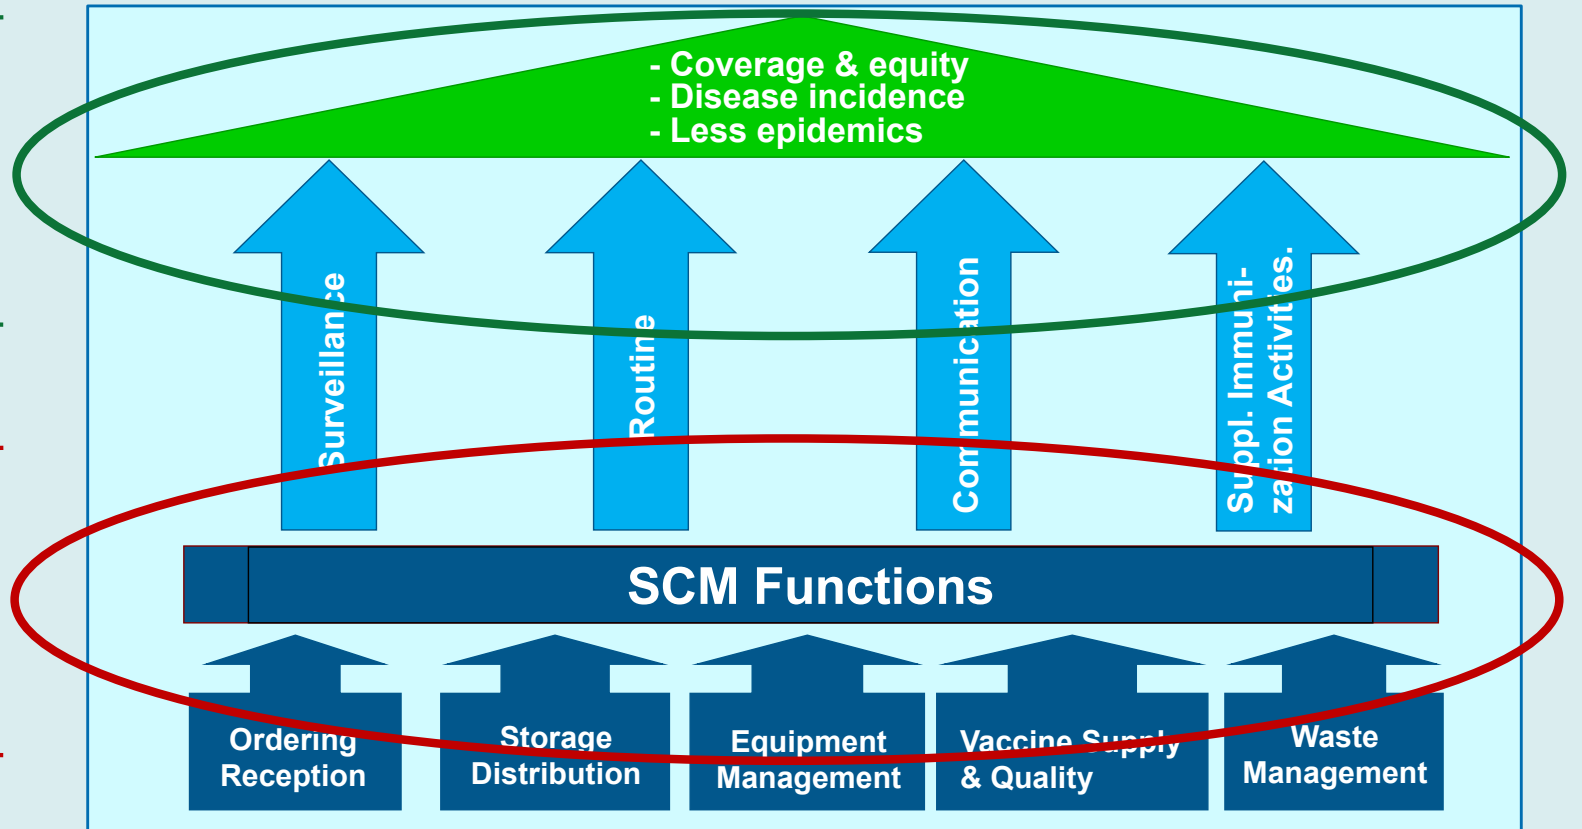 - Coverage & equity
- Disease incidence
- Less epidemics
Surveillance
Routine
Communication
Suppl. Immuni-
zation Activities.
SCM Functions
Ordering
Reception
Storage
Distribution
Equipment
Management
Vaccine Supply
& Quality
Waste
Management